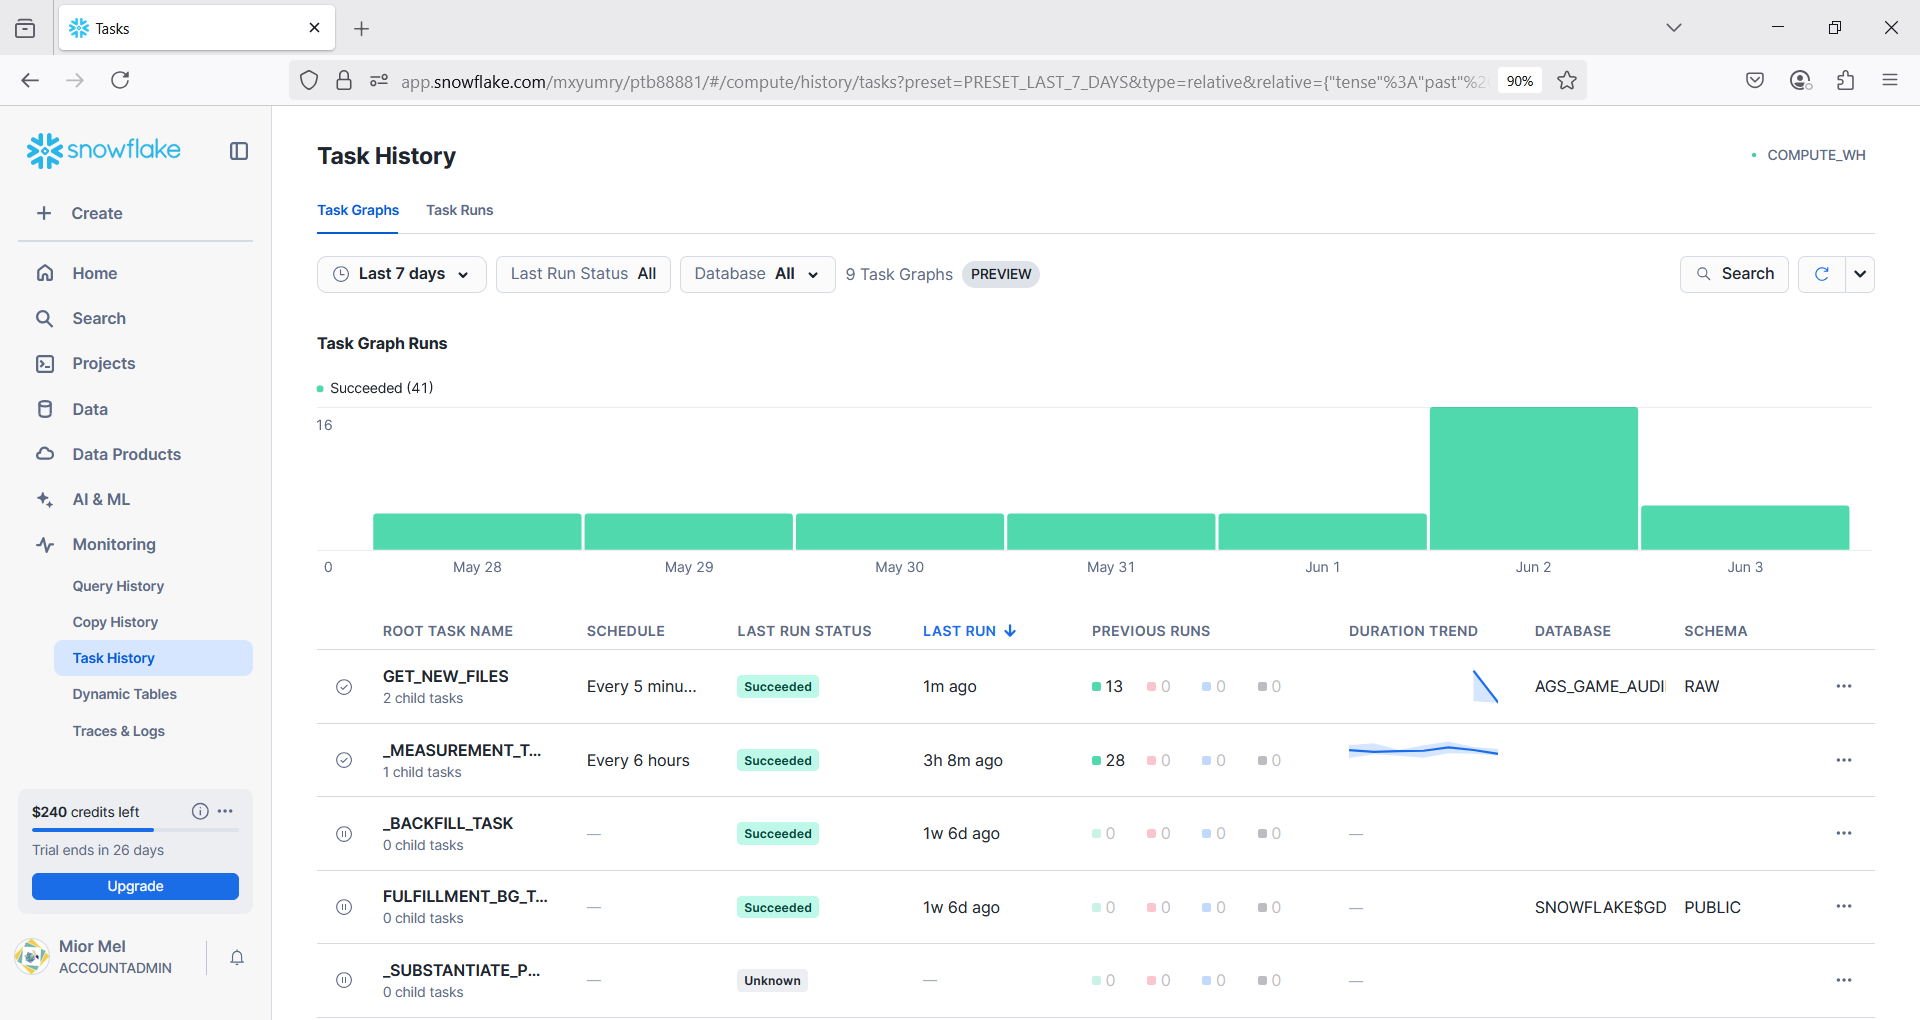 Tasks
app.snowflake.com/mxyumry/ptb88881/#/compute/history/tasks?preset=PRESET_LAST_7_DAYS&type=relative&relative={"tense"%3A"past"%2
90%
snowflake
Create
Home
Search
Projects
Data
Data Products
AI & ML
Monitoring
Query History
Copy History
Task History
Dynamic Tables
Traces & Logs
$240 credits left
Trial ends in 26 days
Upgrade
Mior Mel
ACCOUNTADMIN
Task History
COMPUTE_WH
Task Graphs Task Runs
Last 7 days Last Run Status All Database All 9 Task Graphs PREVIEW Search
Task Graph Runs
Succeeded (41)
16
0 May 28 May 29 May 30 May 31 Jun 1 Jun 2 Jun 3
ROOT TASK NAME SCHEDULE LAST RUN STATUS LAST RUN PREVIOUS RUNS DURATION TREND DATABASE SCHEMA
GET_NEW_FILES Every 5 minu... Succeeded 1m ago 13 0 0 0 AGS_GAME_AUDI RAW
2 child tasks
_MEASUREMENT_T... Every 6 hours Succeeded 3h 8m ago 28 0 0 0
1 child tasks
_BACKFILL_TASK — Succeeded 1w 6d ago 0 0 0 0 —
0 child tasks
FULFILLMENT_BG_T... — Succeeded 1w 6d ago 0 0 0 0 — SNOWFLAKE$GD PUBLIC
0 child tasks
_SUBSTANTIATE_P... — Unknown — 0 0 0 0 —
0 child tasks